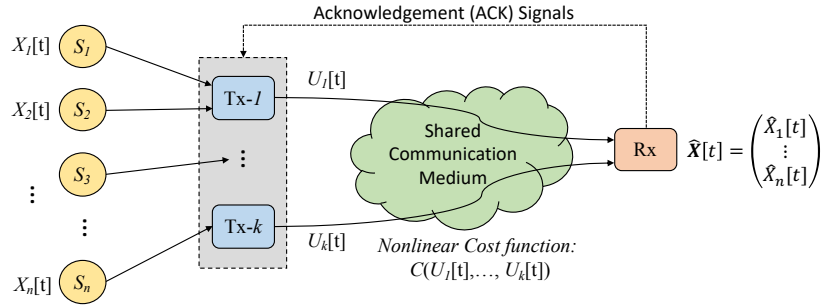 Acknowledgement (ACK) Signals
X₁[t]
S₁
X₂[t]
S₂
S₃
⋮
⋮
Xₙ[t]
Sₙ
Tx-1
⋮
Tx-k
U₁[t]
Uₖ[t]
Shared
Communication
Medium
Nonlinear Cost function:
C(U₁[t],…, Uₖ[t])
Rx
X̂[t] = (X̂₁[t]
⋮
X̂ₙ[t])